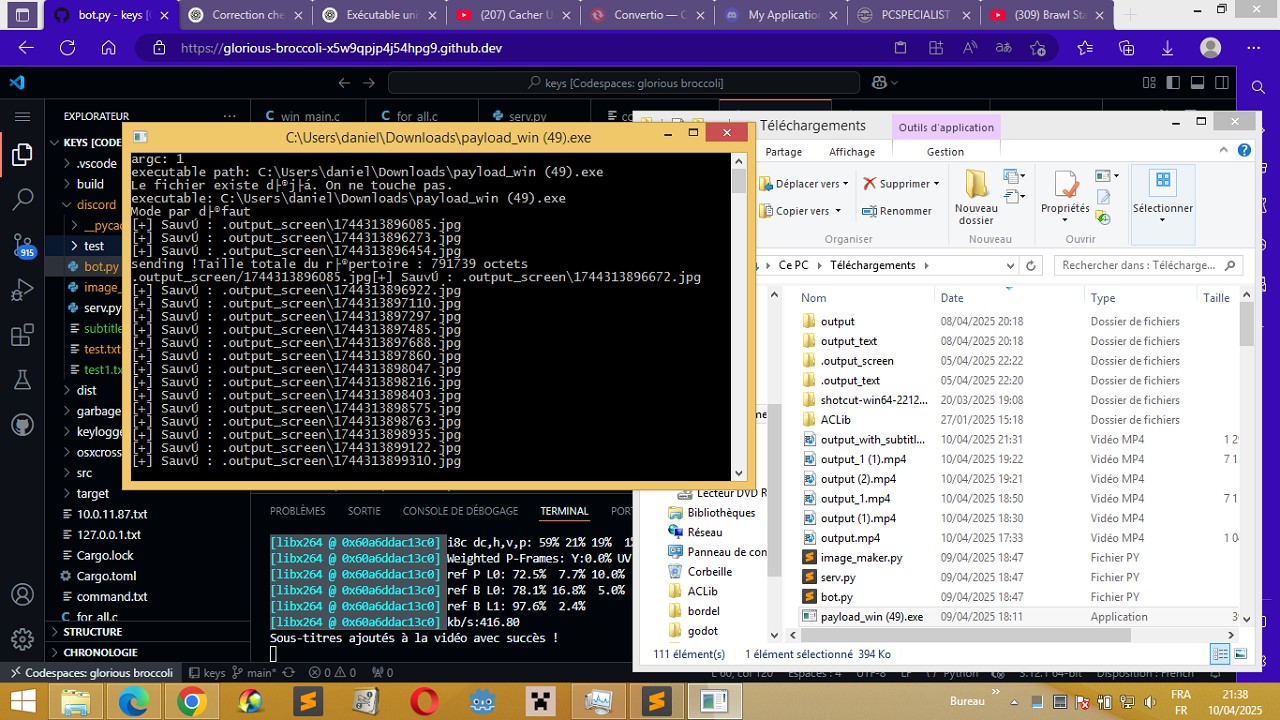 bot.py - keys [
Correction che
Exécutable uni
(207) Cacher U
Convertio — C
My Application
PCSPECIALIST
(309) Brawl Sta
https://glorious-broccoli-x5w9qpjp4j54hpg9.github.dev
keys [Codespaces: glorious broccoli]
EXPLORATEUR
win_main.c
for_all.c
serv.py
KEYS [COD
.vscode
build
discord
__pycac
test
bot.py
image_
serv.py
subtitle
test.txt
test1.tx
dist
garbage
keylogge
osxcross
src
target
10.0.11.87.txt
127.0.0.1.txt
Cargo.lock
Cargo.toml
command.txt
for_all.c
STRUCTURE
CHRONOLOGIE
915
C:\Users\daniel\Downloads\payload_win (49).exe
argc: 1
executable path: C:\Users\daniel\Downloads\payload_win (49).exe
Le fichier existe d├®j├á. On ne touche pas.
executable: C:\Users\daniel\Downloads\payload_win (49).exe
Mode par d├®faut
[+] SauvÚ : .output_screen\1744313896085.jpg
[+] SauvÚ : .output_screen\1744313896273.jpg
[+] SauvÚ : .output_screen\1744313896454.jpg
sending !Taille totale du r├®pertoire : 791739 octets
.output_screen/1744313896085.jpg[+] SauvÚ : .output_screen\1744313896672.jpg
[+] SauvÚ : .output_screen\1744313896922.jpg
[+] SauvÚ : .output_screen\1744313897110.jpg
[+] SauvÚ : .output_screen\1744313897297.jpg
[+] SauvÚ : .output_screen\1744313897485.jpg
[+] SauvÚ : .output_screen\1744313897688.jpg
[+] SauvÚ : .output_screen\1744313897860.jpg
[+] SauvÚ : .output_screen\1744313898047.jpg
[+] SauvÚ : .output_screen\1744313898216.jpg
[+] SauvÚ : .output_screen\1744313898403.jpg
[+] SauvÚ : .output_screen\1744313898575.jpg
[+] SauvÚ : .output_screen\1744313898763.jpg
[+] SauvÚ : .output_screen\1744313898935.jpg
[+] SauvÚ : .output_screen\1744313899122.jpg
[+] SauvÚ : .output_screen\1744313899310.jpg
PROBLÈMES SORTIE CONSOLE DE DÉBOGAGE TERMINAL PORT
[libx264 @ 0x60a6ddac13c0] i8c dc,h,v,p: 59% 21% 19% 1%
[libx264 @ 0x60a6ddac13c0] Weighted P-Frames: Y:0.0% UV
[libx264 @ 0x60a6ddac13c0] ref P L0: 72.5% 7.7% 10.0%
[libx264 @ 0x60a6ddac13c0] ref B L0: 78.1% 16.8% 5.0%
[libx264 @ 0x60a6ddac13c0] ref B L1: 97.6% 2.4%
[libx264 @ 0x60a6ddac13c0] kb/s:416.80
Sous-titres ajoutés à la vidéo avec succès !
Téléchargements
Outils d'application
Partage Affichage Gestion
Déplacer vers
Copier vers
Supprimer
Renommer
Nouveau dossier
Propriétés
Sélectionner
Organiser Nouveau Ouvrir
Ce PC Téléchargements
Rechercher dans : Télécharge...
Nom Date Type Taille
output 08/04/2025 20:18 Dossier de fichiers
output_text 08/04/2025 20:18 Dossier de fichiers
.output_screen 05/04/2025 22:22 Dossier de fichiers
.output_text 05/04/2025 22:20 Dossier de fichiers
shotcut-win64-2212... 20/03/2025 19:08 Dossier de fichiers
ACLib 27/01/2025 15:18 Dossier de fichiers
output_with_subtitl... 10/04/2025 21:31 Vidéo MP4 1 2
output_1 (1).mp4 10/04/2025 19:22 Vidéo MP4 7 1
output (2).mp4 10/04/2025 19:21 Vidéo MP4
output_1.mp4 10/04/2025 18:50 Vidéo MP4 7 1
output (1).mp4 10/04/2025 18:30 Vidéo MP4
output.mp4 10/04/2025 17:33 Vidéo MP4 1 0
image_maker.py 09/04/2025 18:47 Fichier PY
serv.py 09/04/2025 18:47 Fichier PY
bot.py 09/04/2025 18:47 Fichier PY
payload_win (49).exe 09/04/2025 18:11 Application 3
Lecteur DVD R
Bibliothèques
Réseau
Panneau de con
Corbeille
ACLib
bordel
godot
111 élément(s) 1 élément sélectionné 394 Ko
Codespaces: glorious broccoli keys main* 0 0 0
Python
Bureau
FRA
FR
21:38
10/04/2025